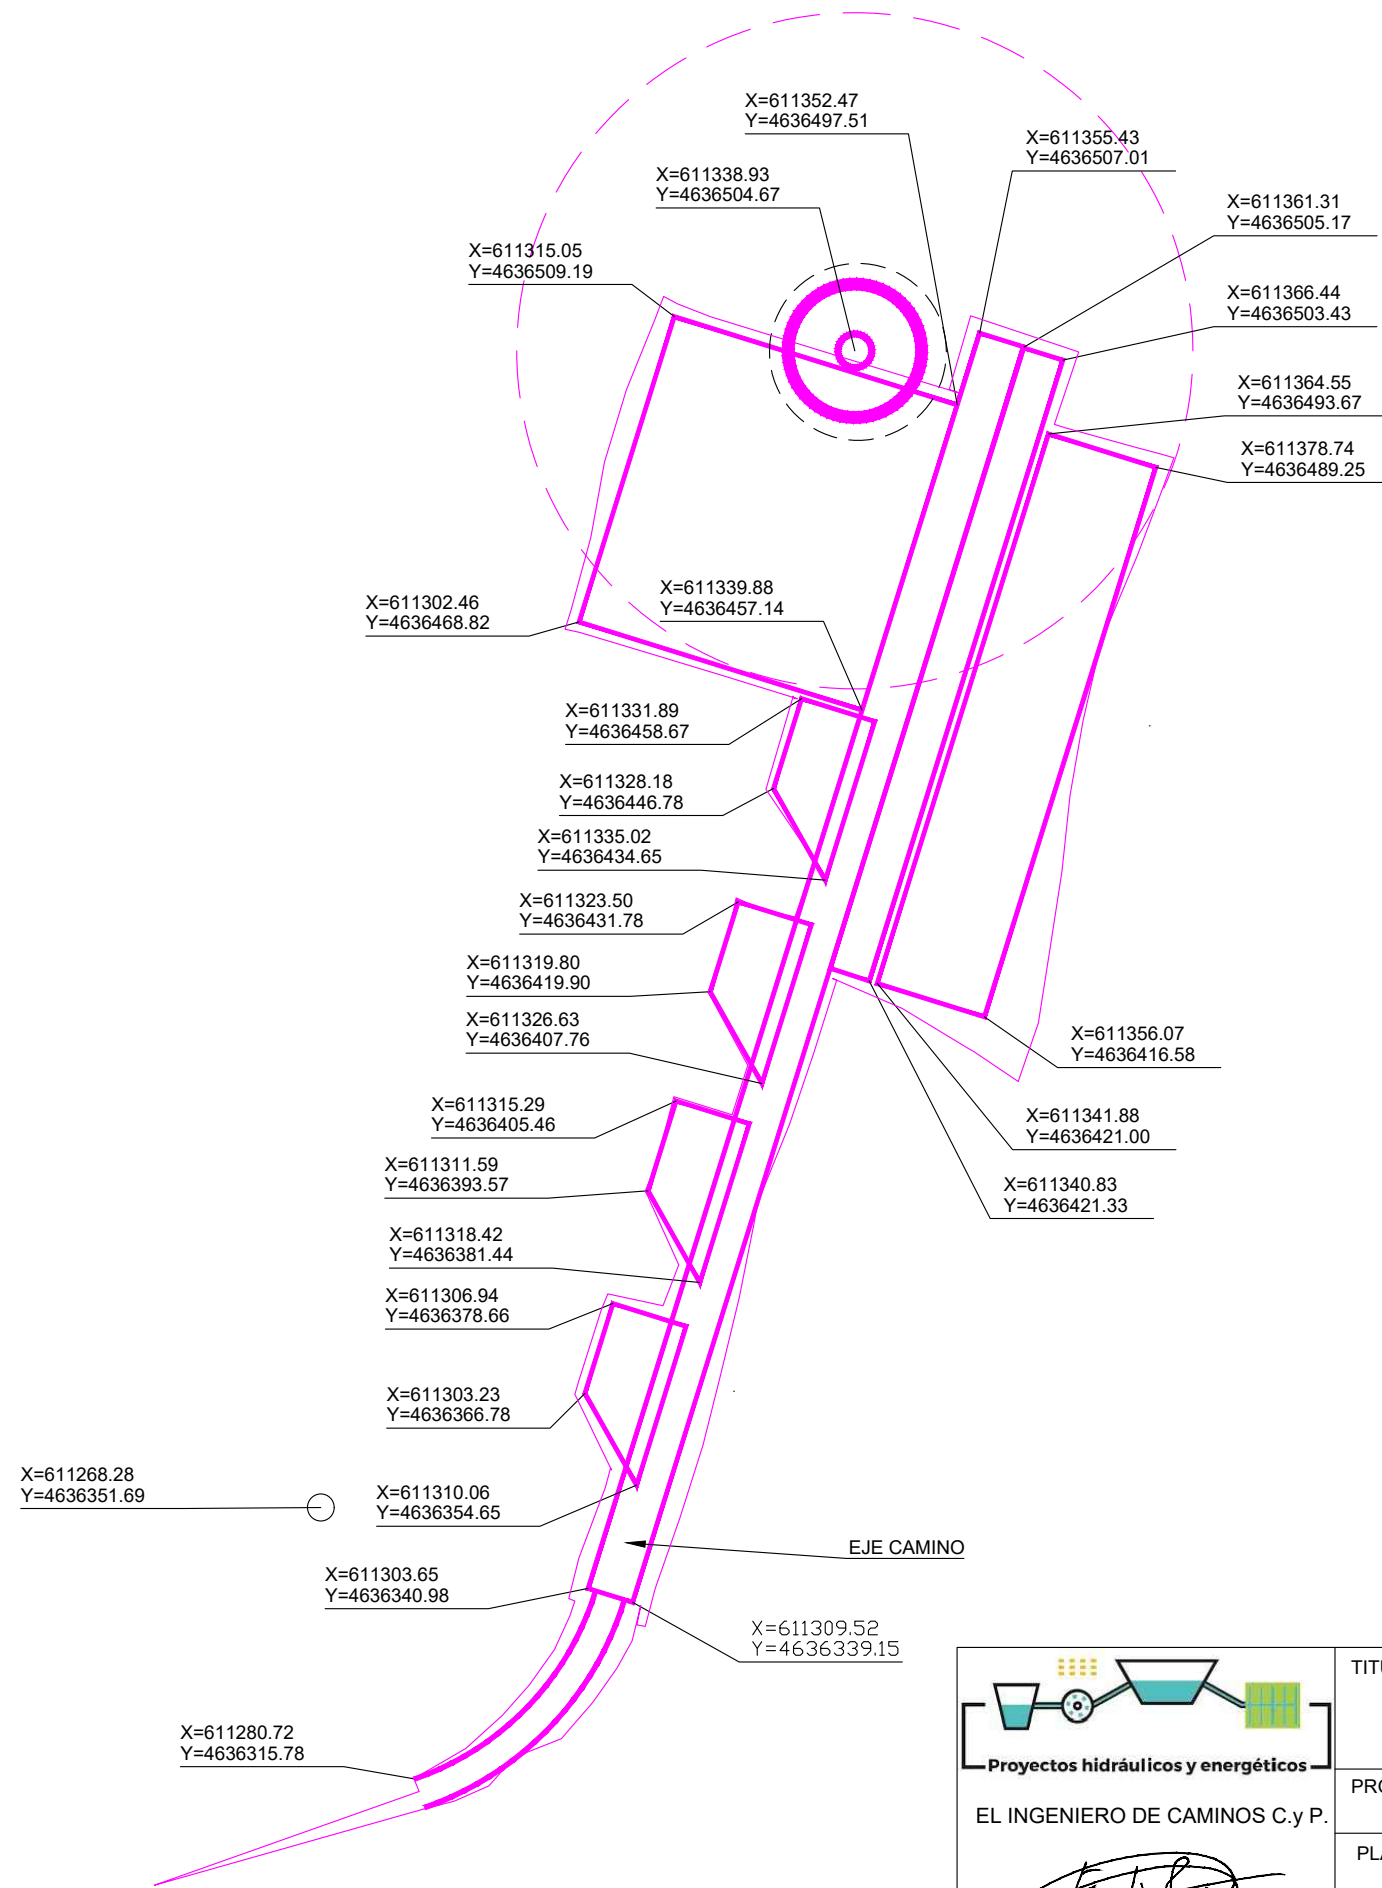 X=611352.47
Y=4636497.51
X=611355.43
Y=4636507.01
X=611338.93
Y=4636504.67
X=611361.31
Y=4636505.17
X=611315.05
Y=4636509.19
X=611366.44
Y=4636503.43
X=611364.55
Y=4636493.67
X=611378.74
Y=4636489.25
X=611339.88
Y=4636457.14
X=611302.46
Y=4636468.82
X=611331.89
Y=4636458.67
X=611328.18
Y=4636446.78
X=611335.02
Y=4636434.65
X=611323.50
Y=4636431.78
X=611319.80
Y=4636419.90
X=611326.63
Y=4636407.76
X=611356.07
Y=4636416.58
X=611315.29
Y=4636405.46
X=611341.88
Y=4636421.00
X=611311.59
Y=4636393.57
X=611340.83
Y=4636421.33
X=611318.42
Y=4636381.44
X=611306.94
Y=4636378.66
X=611303.23
Y=4636366.78
X=611268.28
Y=4636351.69
X=611310.06
Y=4636354.65
EJE CAMINO
X=611303.65
Y=4636340.98
X=611309.52
Y=4636339.15
X=611280.72
Y=4636315.78
Proyectos hidráulicos y energéticos
EL INGENIERO DE CAMINOS C.y P.